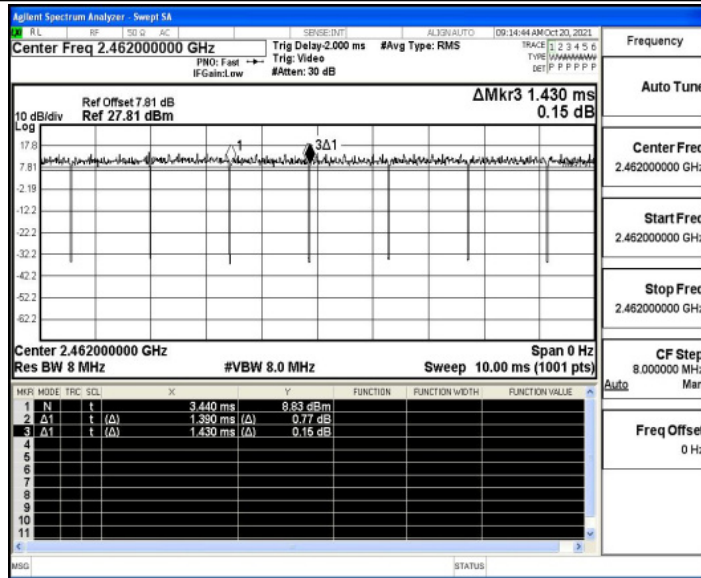 Agilent Spectrum Analyzer - Swept SA
RL RF 50 Ω AC SENSE:INT ALIGN AUTO 09:14:44 AM Oct 20, 2021
Center Freq 2.462000000 GHz
PNO: Fast
IFGain:Low
Trig Delay-2.000 ms
Trig: Video
#Atten: 30 dB
#Avg Type: RMS
TRACE 1 2 3 4 5 6
TYPE
DET P P P P P P
Ref Offset 7.81 dB
Ref 27.81 dBm
10 dB/div
Log
ΔMkr3 1.430 ms
0.15 dB
1
3Δ1
17.8
7.81
-2.19
-12.2
-22.2
-32.2
-42.2
-52.2
-62.2
Center 2.462000000 GHz
Span 0 Hz
Res BW 8 MHz
#VBW 8.0 MHz
Sweep 10.00 ms (1001 pts)
MKR MODE TRC SCL X Y FUNCTION FUNCTION WIDTH FUNCTION VALUE
1 N t 3.440 ms 8.83 dBm
2 Δ1 t (Δ) 1.390 ms (Δ) 0.77 dB
3 Δ1 t (Δ) 1.430 ms (Δ) 0.15 dB
4
5
6
7
8
9
10
11
MSG STATUS
Frequency
Auto Tune
Center Freq
2.462000000 GHz
Start Freq
2.462000000 GHz
Stop Freq
2.462000000 GHz
CF Step
8.000000 MHz
Auto Man
Freq Offset
0 Hz